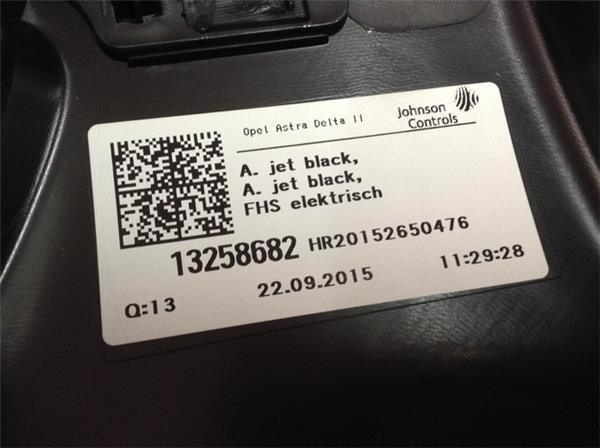 Opel Astra Delta II
Johnson
Controls
A. jet black,
A. jet black,
FHS elektrisch
13258682 HR20152650476
Q:13
22.09.2015
11:29:28